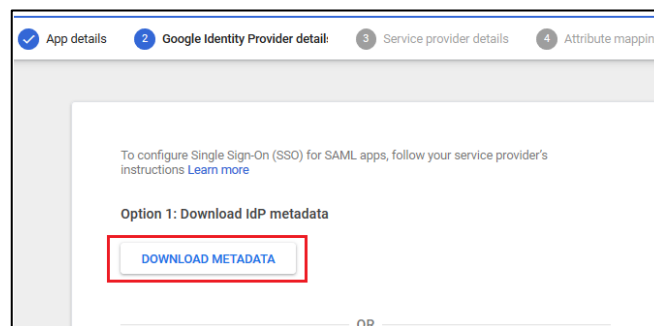 App details 2 Google Identity Provider detail 3 Service provider details 4 Attribute mappin
To configure Single Sign-On (SSO) for SAML apps, follow your service provider's
instructions Learn more
Option 1: Download IdP metadata
DOWNLOAD METADATA
OR